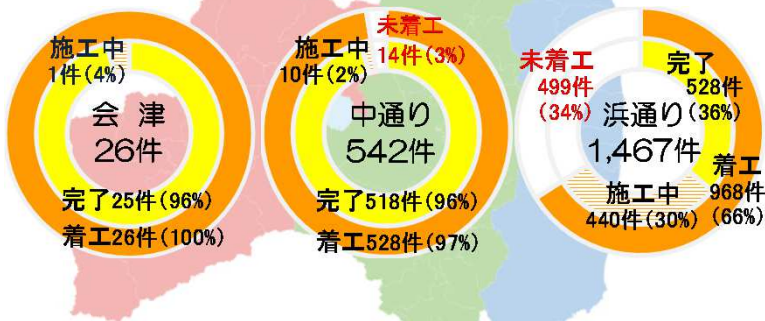 施工中
1件(4%)
会 津
26件
完了25件(96%)
着工26件(100%)
施工中
10件(2%)
未着工
14件(3%)
中通り
542件
完了518件(96%)
着工528件(97%)
未着工
499件
(34%)
完了
528件
(36%)
浜通り
1,467件
着工
968件
(66%)
施工中
440件(30%)